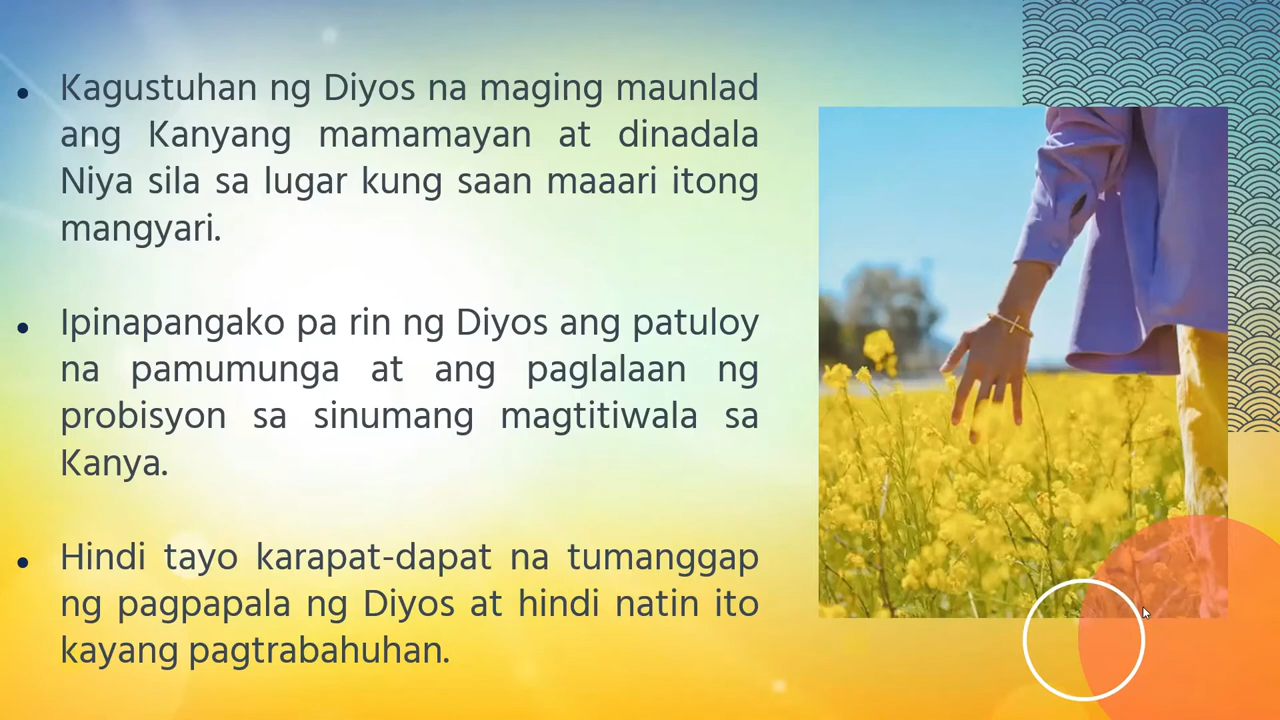 • Kagustuhan ng Diyos na maging maunlad
ang Kanyang mamamayan at dinadala
Niya sila sa lugar kung saan maaari itong
mangyari.
• Ipinapangako pa rin ng Diyos ang patuloy
na pamumunga at ang paglalaan ng
probisyon sa sinumang magtitiwala sa
Kanya.
• Hindi tayo karapat-dapat na tumanggap
ng pagpapala ng Diyos at hindi natin ito
kayang pagtrabahuhan.